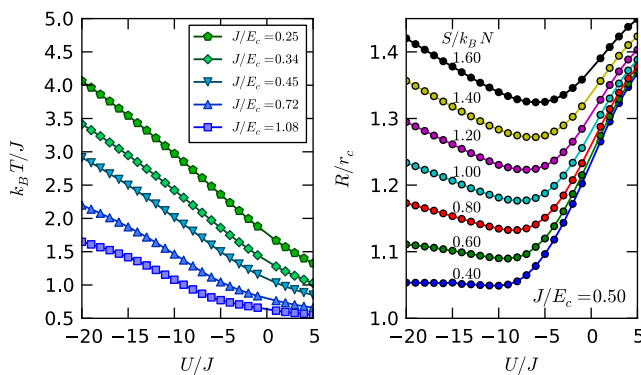 5.0
4.5
4.0
3.5
3.0
2.5
2.0
1.5
1.0
0.5
k_B T/J
−20 −15 −10 −5 0 5
U/J
J/E_c=0.25
J/E_c=0.34
J/E_c=0.45
J/E_c=0.72
J/E_c=1.08
1.4
1.3
1.2
1.1
1.0
R/r_c
S/k_B N
1.60
1.40
1.20
1.00
0.80
0.60
0.40
J/E_c=0.50
−20 −15 −10 −5 0 5
U/J